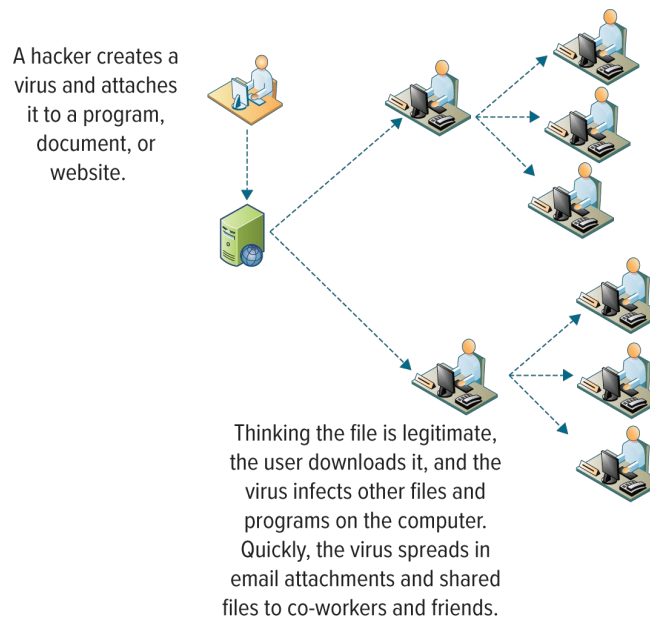 A hacker creates a
virus and attaches
it to a program,
document, or
website.
Thinking the file is legitimate,
the user downloads it, and the
virus infects other files and
programs on the computer.
Quickly, the virus spreads in
email attachments and shared
files to co-workers and friends.